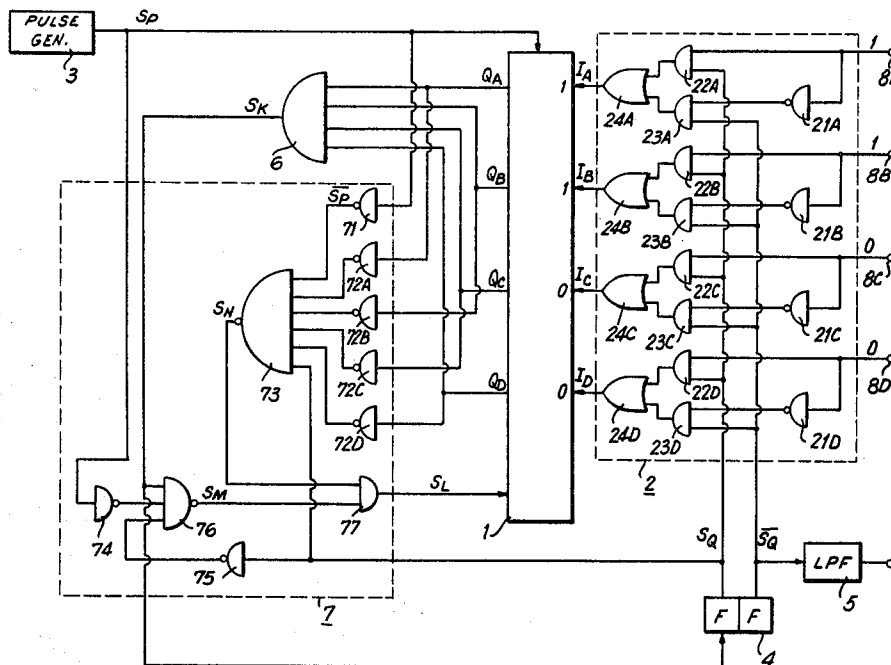 PULSE
GEN.
3
SP
SK
6
QA
QB
QC
QD
S̅P̅
71
72A
72B
72C
72D
SN
73
74
SM
76
75
77
SL
7
1
IA
1
IB
1
IC
0
ID
0
24A
22A
23A
21A
24B
22B
23B
21B
24C
22C
23C
21C
24D
22D
23D
21D
2
1
1
8B
0
8C
0
8D
SQ
S̅Q̅
LPF
5
F F
4